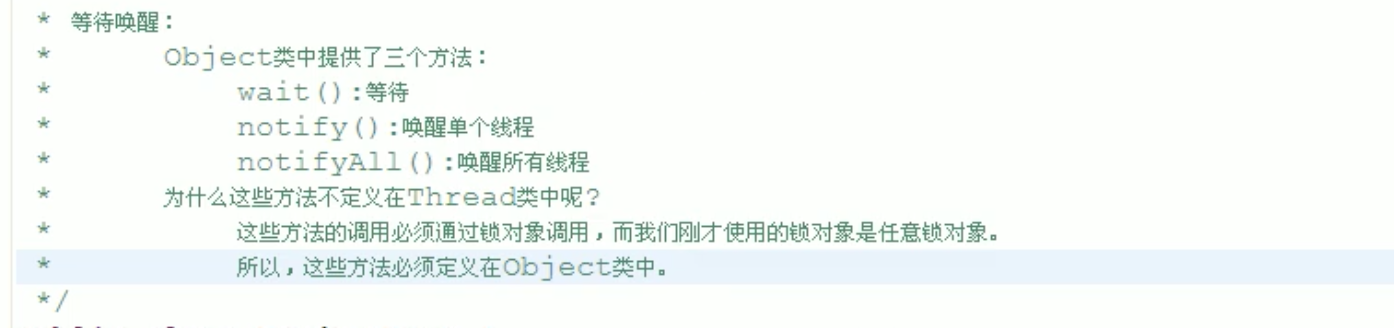 * 等待唤醒：
* Object类中提供了三个方法：
* wait():等待
* notify():唤醒单个线程
* notifyAll():唤醒所有线程
* 为什么这些方法不定义在Thread类中呢?
* 这些方法的调用必须通过锁对象调用，而我们刚才使用的锁对象是任意锁对象。
* 所以，这些方法必须定义在Object类中。
*/